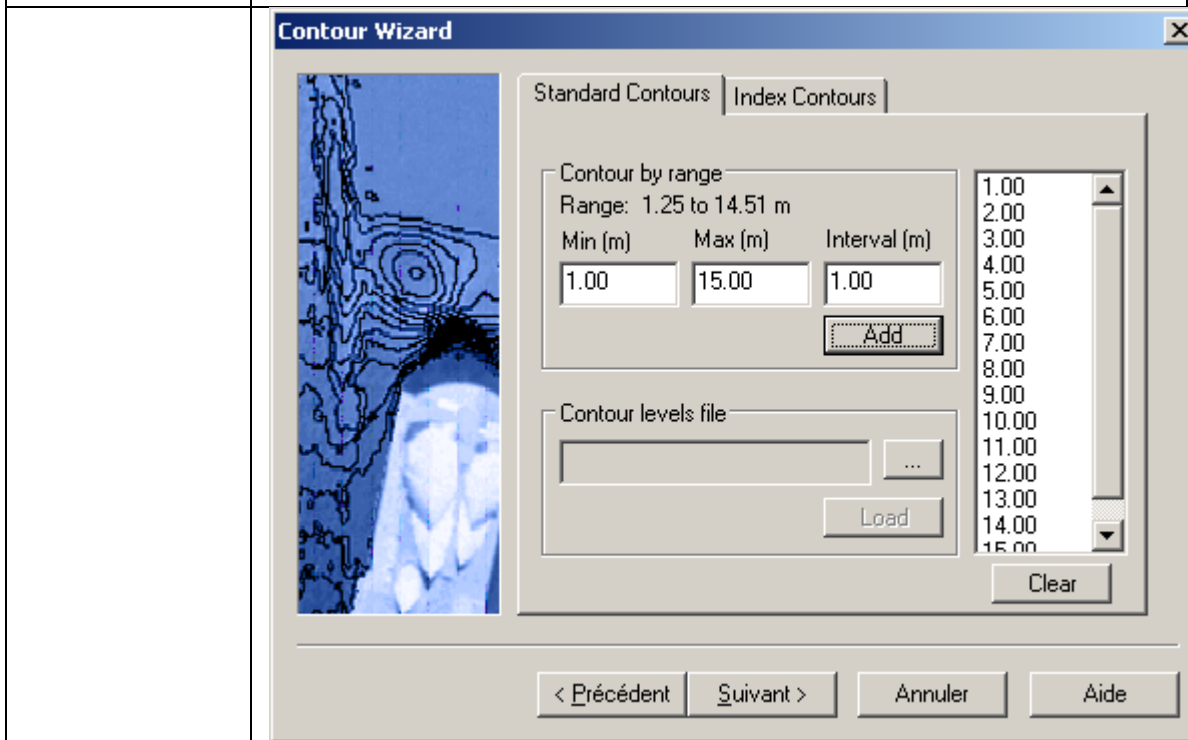 Contour Wizard
Standard Contours
Index Contours
Contour by range
Range: 1.25 to 14.51 m
Min (m) Max (m) Interval (m)
1.00 15.00 1.00
Add
Contour levels file
...
Load
1.00
2.00
3.00
4.00
5.00
6.00
7.00
8.00
9.00
10.00
11.00
12.00
13.00
14.00
15.00
Clear
< Précédent
Suivant >
Annuler
Aide